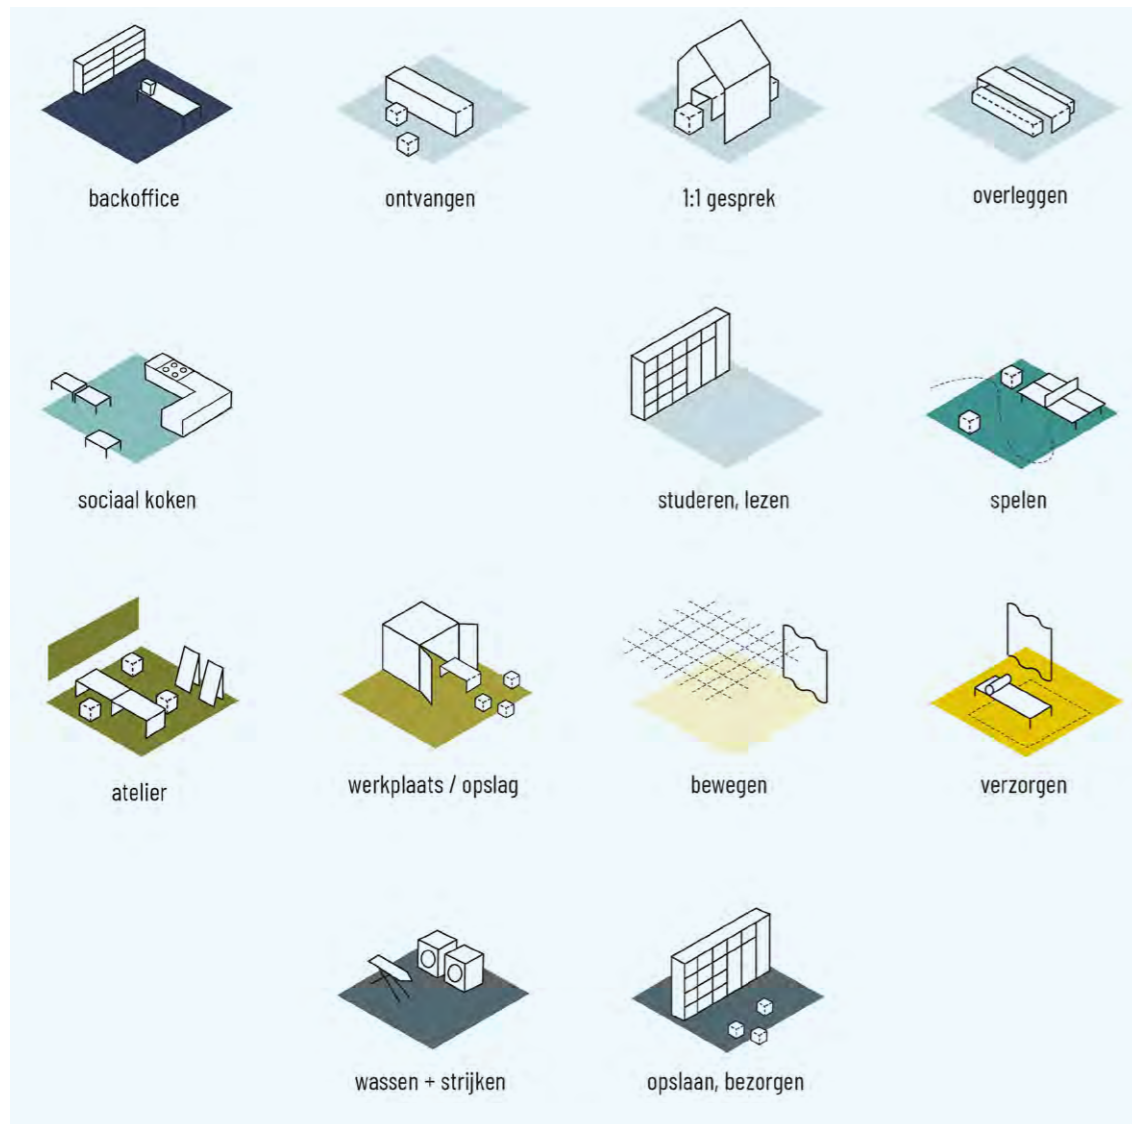 backoffice
ontvangen
1:1 gesprek
overleggen
sociaal koken
studeren, lezen
spelen
atelier
werkplaats / opslag
bewegen
verzorgen
wassen + strijken
opslaan, bezorgen